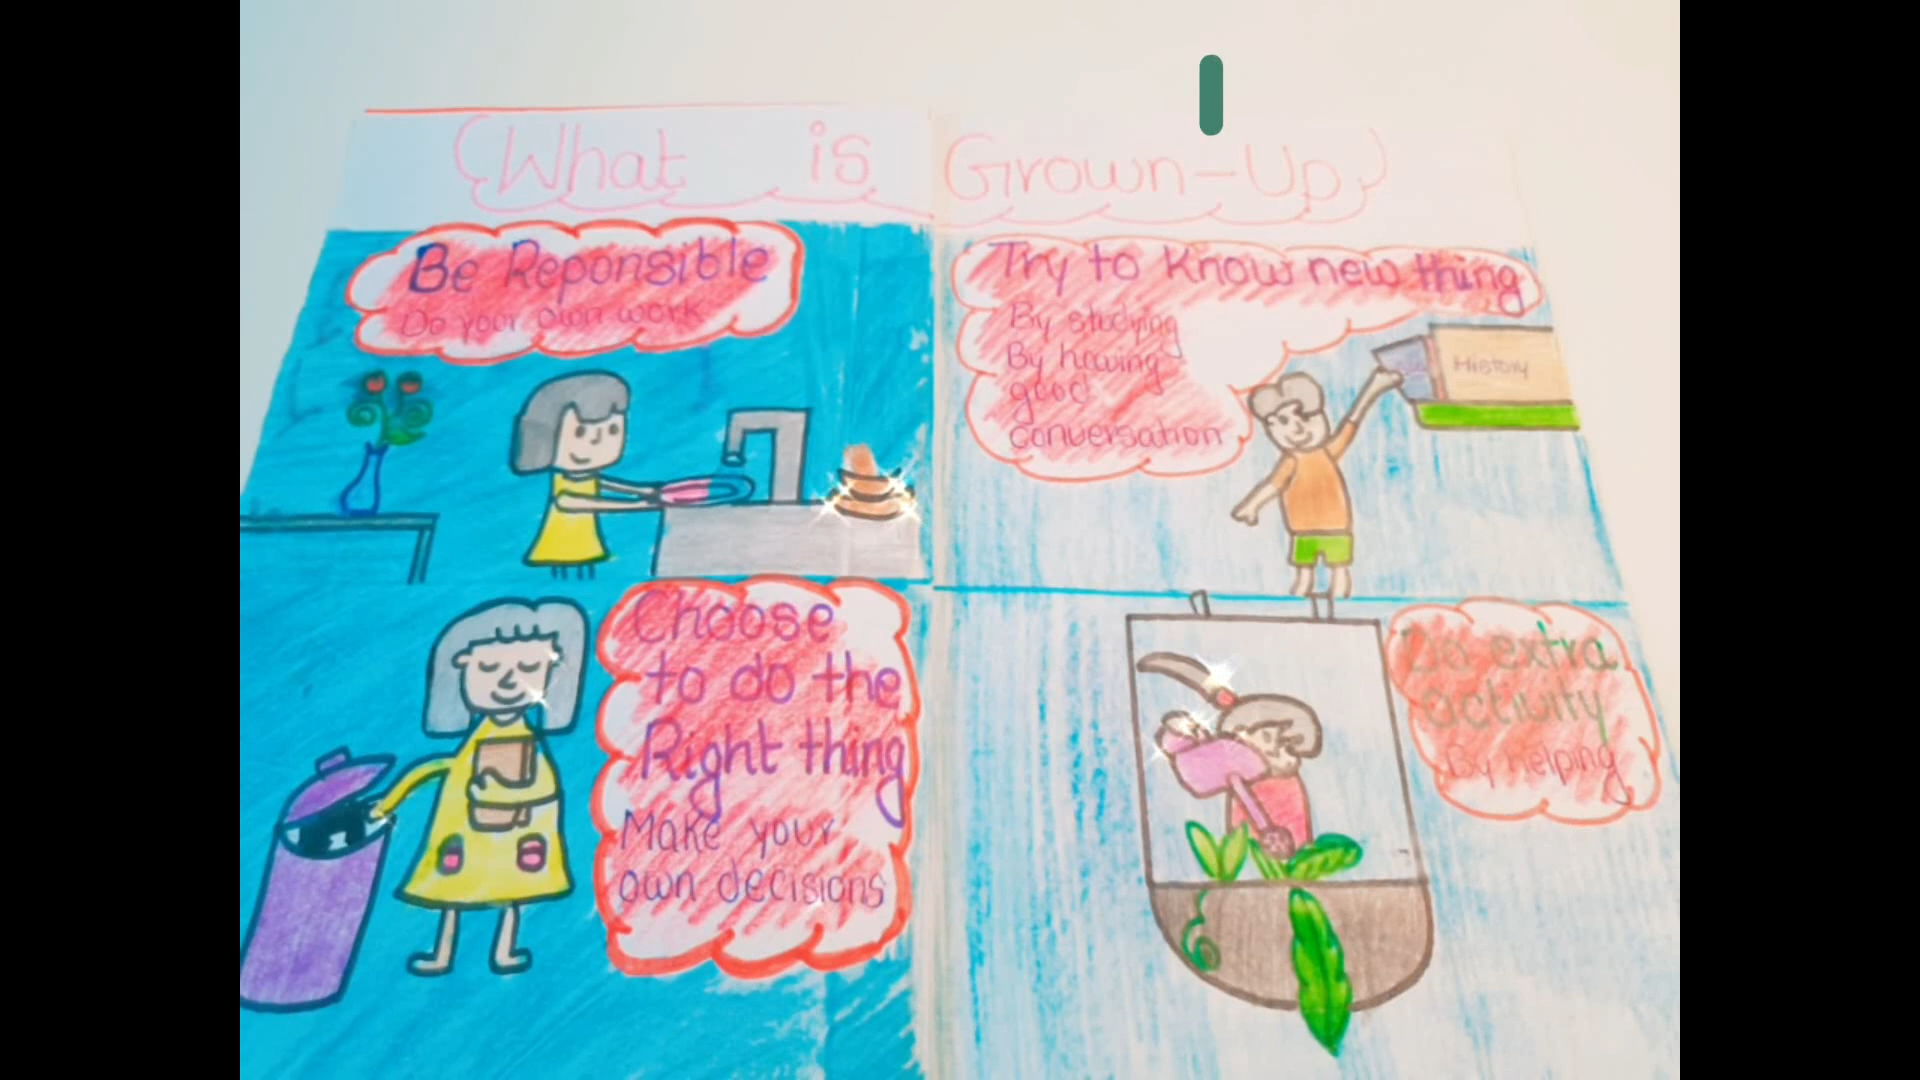 What is Grown-Up
Be Reponsible
Do your own work
Try to Know new thing
By studying
By having
good
conversation
History
Choose
to do the
Right thing
Make your
own decisions
Do extra
activity
By helping